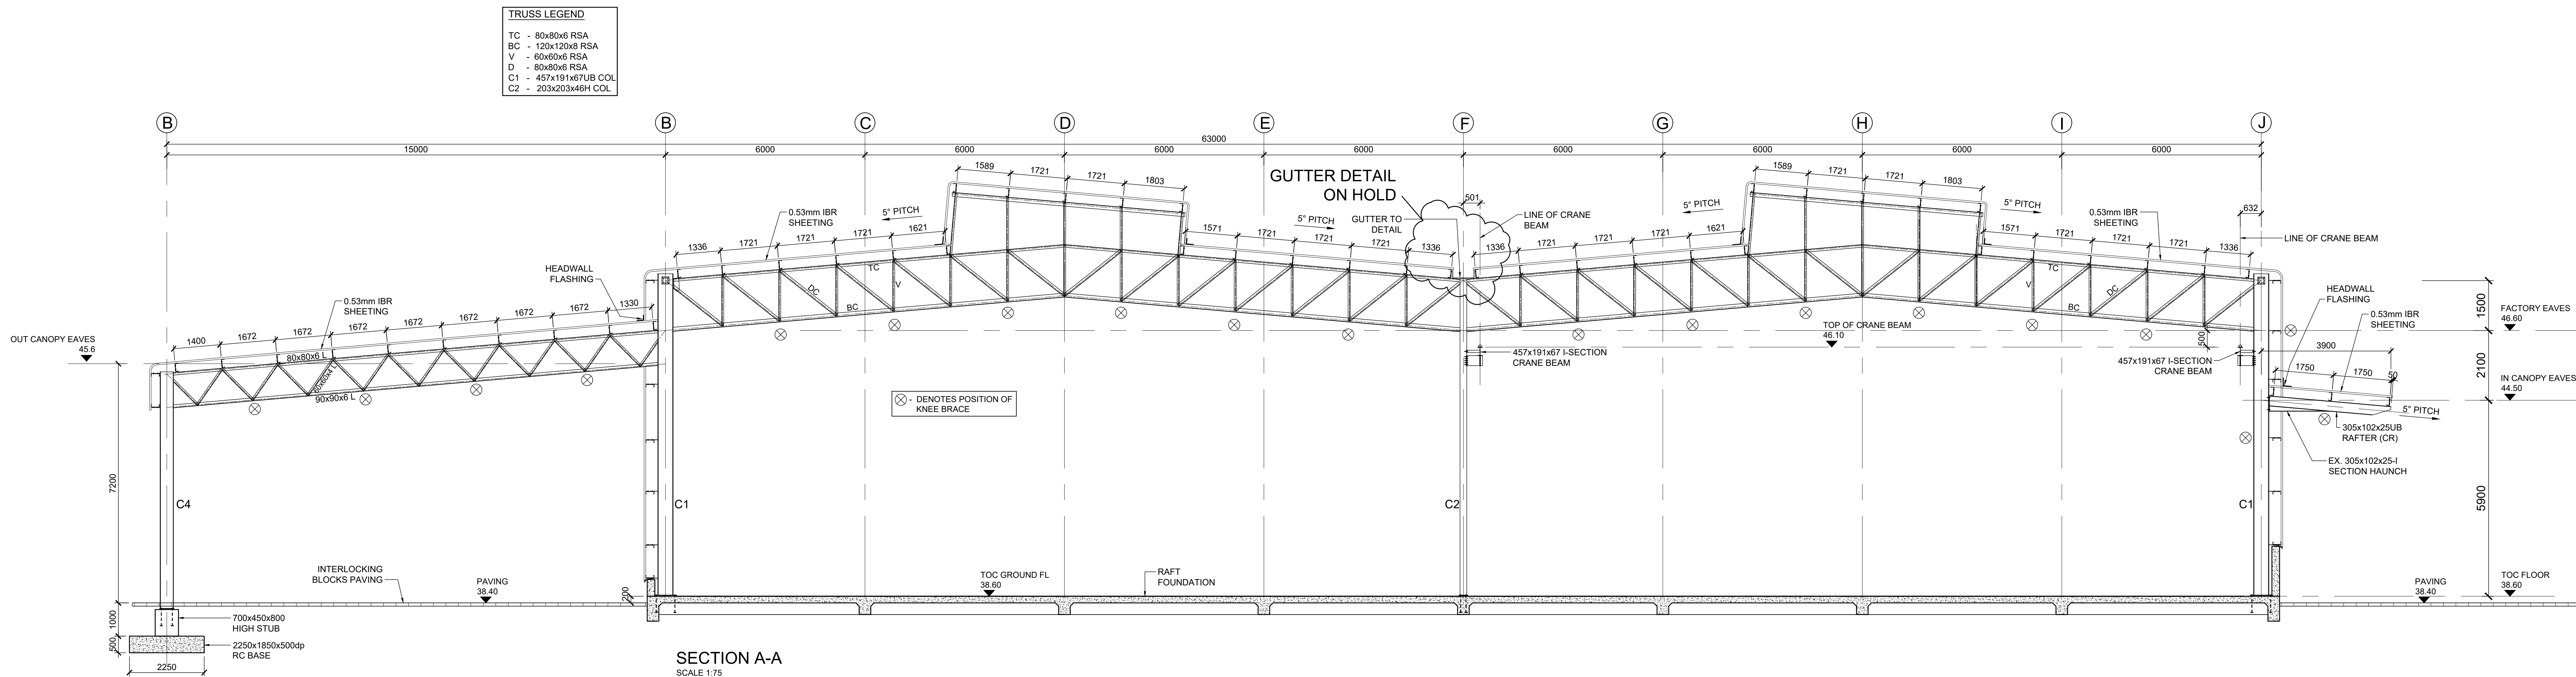 TRUSS LEGEND
TC - 80x80x6 RSA
BC - 120x120x8 RSA
V - 60x60x6 RSA
D - 80x80x6 RSA
C1 - 457x191x67UB COL
C2 - 203x203x46H COL
B
B
C
D
E
F
G
H
I
J
63000
15000
6000
6000
6000
6000
6000
6000
6000
6000
1589
1721
1721
1803
GUTTER DETAIL
ON HOLD
501
1589
1721
1721
1803
0.53mm IBR
SHEETING
5° PITCH
5° PITCH
GUTTER TO
DETAIL
LINE OF CRANE
BEAM
5° PITCH
5° PITCH
0.53mm IBR
SHEETING
632
LINE OF CRANE BEAM
1336
1721
1721
1721
1621
1571
1721
1721
1721
1336
1336
1721
1721
1721
1621
1571
1721
1721
1721
1336
HEADWALL
FLASHING
TC
DC
V
BC
TC
V
DC
BC
0.53mm IBR
SHEETING
1400
1672
1672
1672
1672
1672
1672
1672
1330
OUT CANOPY EAVES
45.6
80x80x6 L
60x60x4 L
90x90x6 L
HEADWALL
FLASHING
0.53mm IBR
SHEETING
1500
FACTORY EAVES
46.60
TOP OF CRANE BEAM
46.10
500
457x191x67 I-SECTION
CRANE BEAM
457x191x67 I-SECTION
CRANE BEAM
3900
1750
1750
50
2100
IN CANOPY EAVES
44.50
5° PITCH
305x102x25UB
RAFTER (CR)
EX. 305x102x25-I
SECTION HAUNCH
- DENOTES POSITION OF
KNEE BRACE
7200
C4
C1
C2
C1
5900
INTERLOCKING
BLOCKS PAVING
PAVING
38.40
200
TOC GROUND FL
38.60
RAFT
FOUNDATION
PAVING
38.40
TOC FLOOR
38.60
1000
500
700x450x800
HIGH STUB
2250x1850x500dp
RC BASE
2250
SECTION A-A
SCALE 1:75